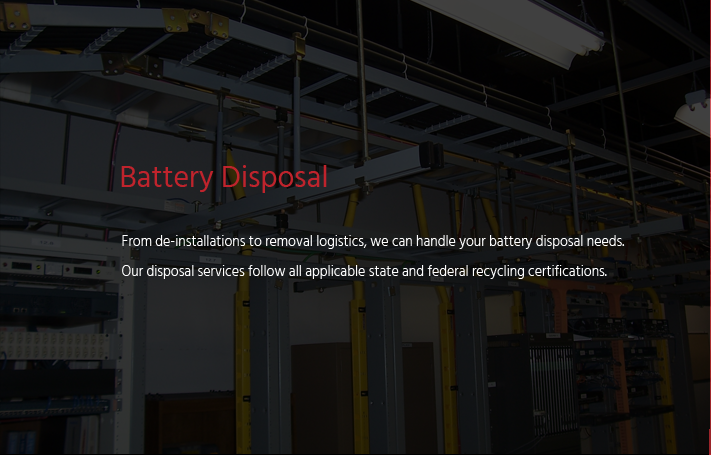 Battery Disposal
From de-installations to removal logistics, we can handle your battery disposal needs.
Our disposal services follow all applicable state and federal recycling certifications.